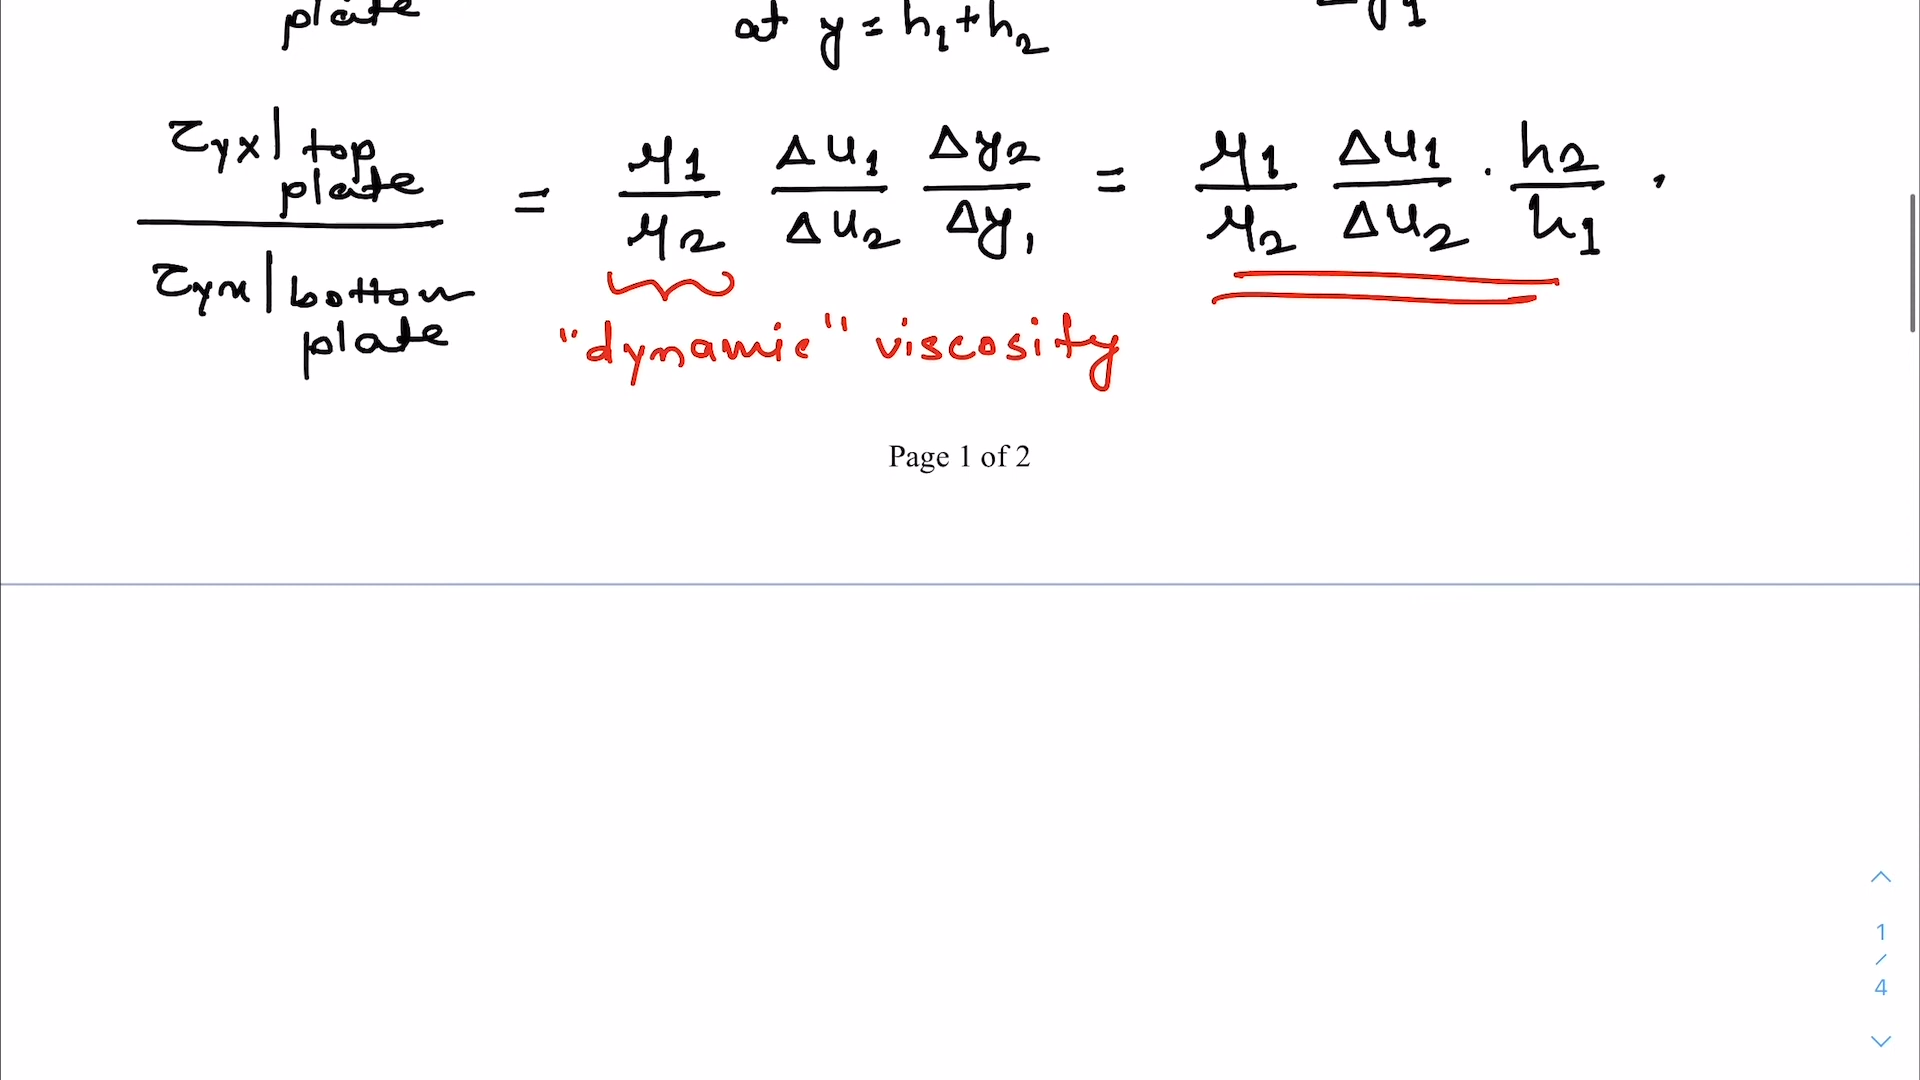 plate
at y = h₁ + h₂
τyx | top plate / τyx | bottom plate = μ1/μ2 Δu1/Δu2 Δy2/Δy1 = μ1/μ2 Δu1/Δu2 · h2/h1 .
"dynamic" viscosity
Page 1 of 2
1
/
4